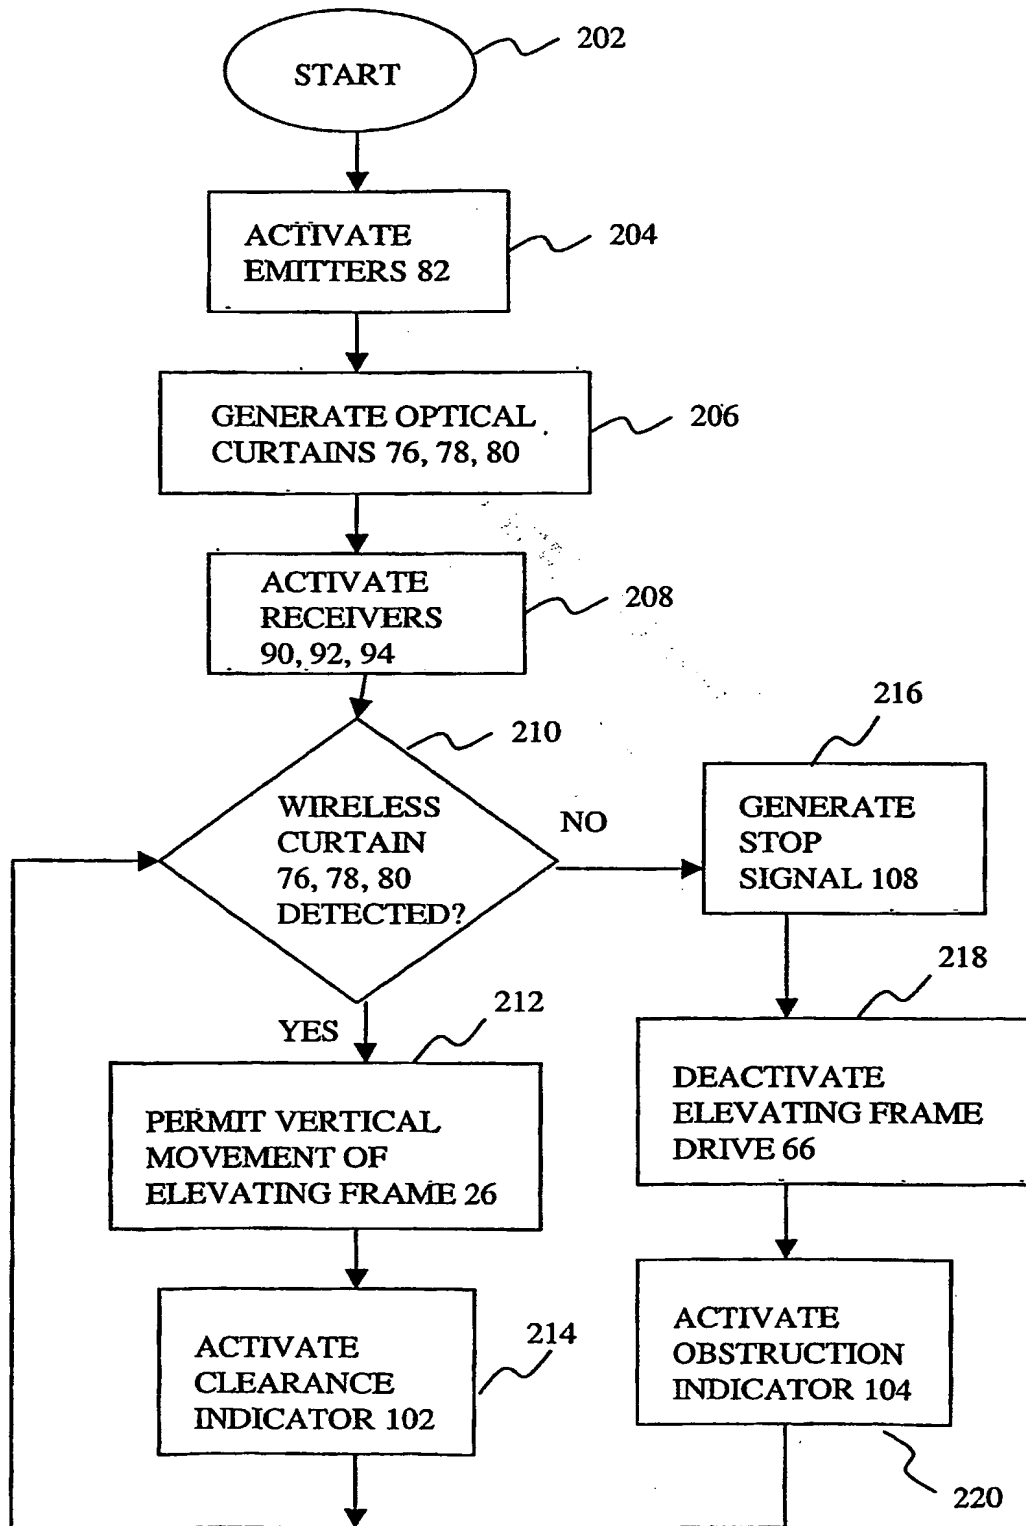 START
202
ACTIVATE
EMITTERS 82
204
GENERATE OPTICAL
CURTAINS 76, 78, 80
206
ACTIVATE
RECEIVERS
90, 92, 94
208
WIRELESS
CURTAIN
76, 78, 80
DETECTED?
210
NO
YES
216
GENERATE
STOP
SIGNAL 108
212
PERMIT VERTICAL
MOVEMENT OF
ELEVATING FRAME 26
218
DEACTIVATE
ELEVATING FRAME
DRIVE 66
214
ACTIVATE
CLEARANCE
INDICATOR 102
ACTIVATE
OBSTRUCTION
INDICATOR 104
220